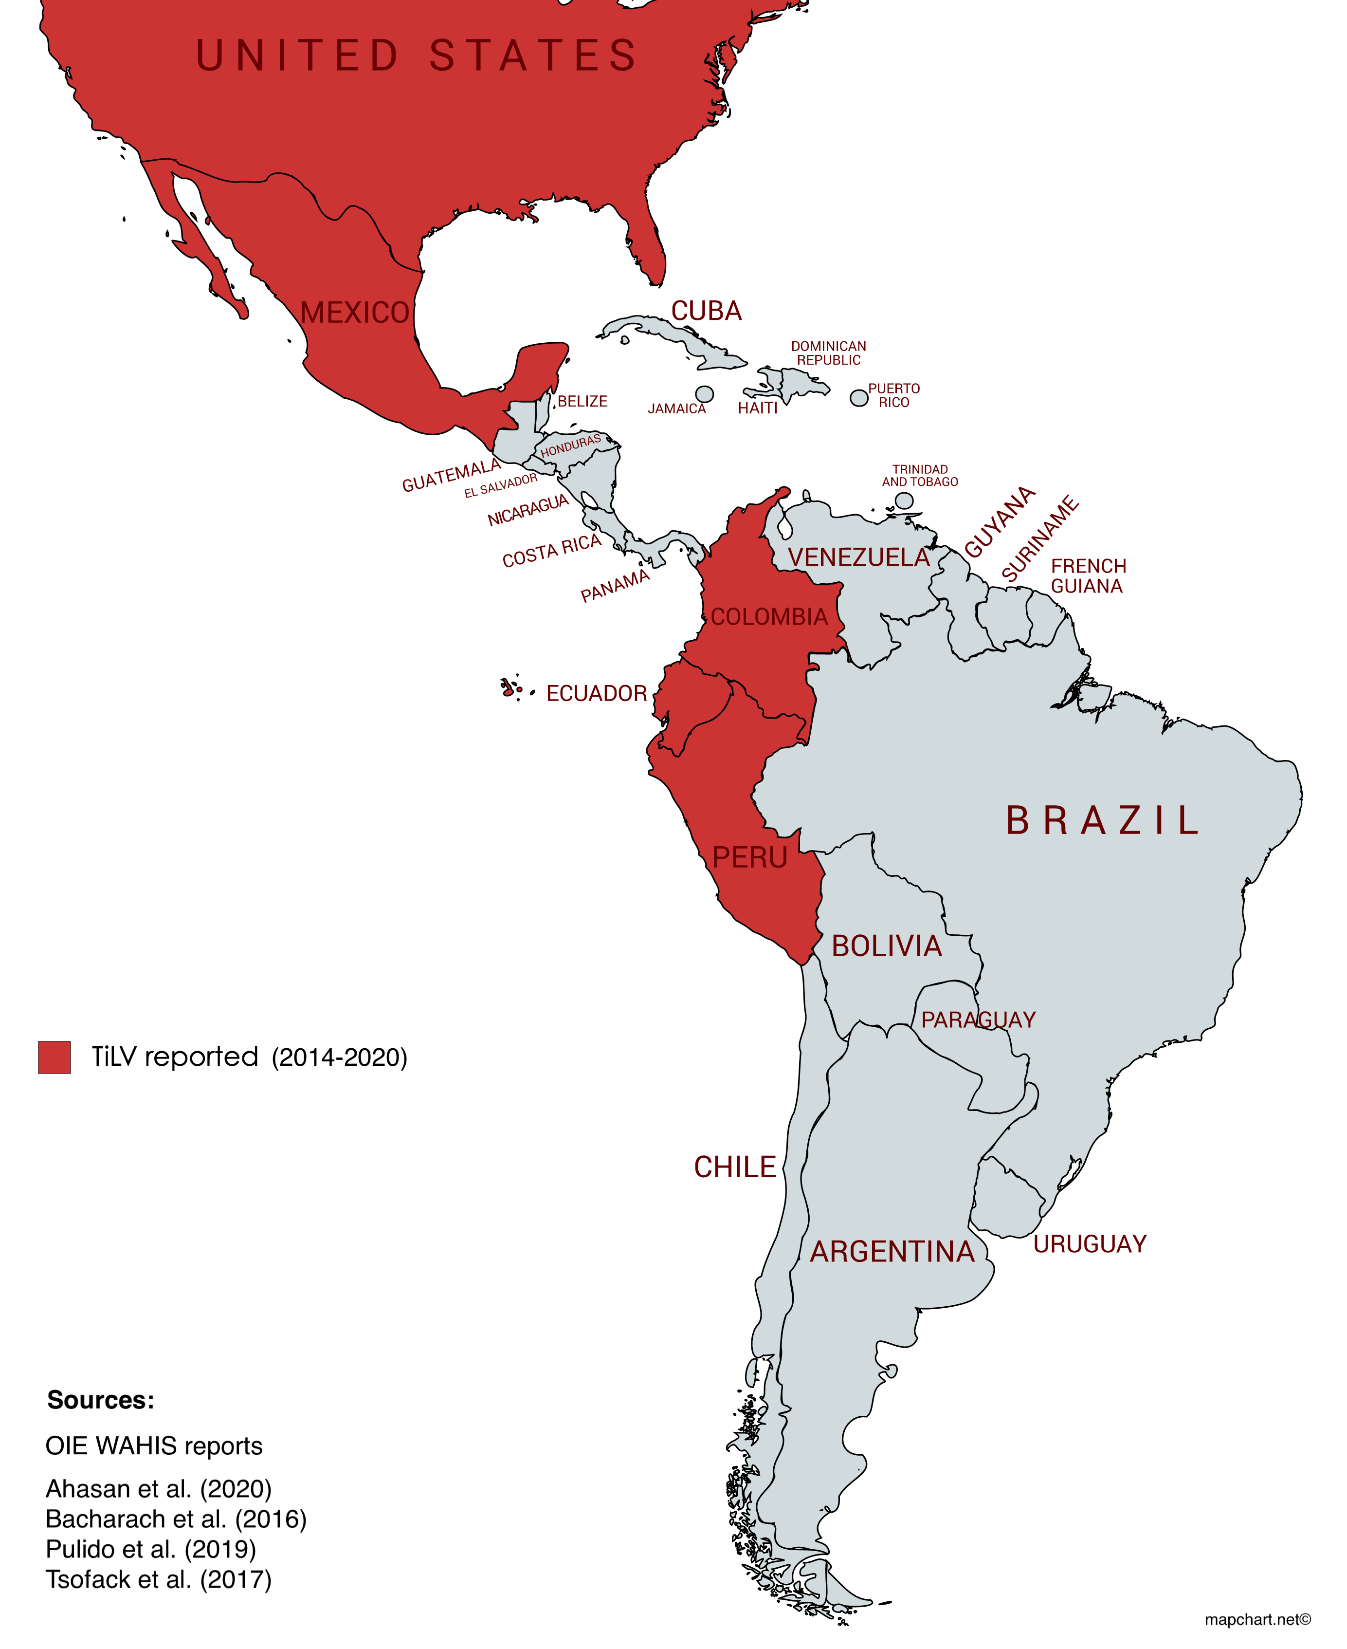 UNITED STATES
MEXICO
CUBA
DOMINICAN
REPUBLIC
PUERTO
RICO
JAMAICA
HAITI
BELIZE
HONDURAS
GUATEMALA
EL SALVADOR
NICARAGUA
COSTA RICA
PANAMA
TRINIDAD
AND TOBAGO
GUYANA
SURINAME
FRENCH
GUIANA
VENEZUELA
COLOMBIA
ECUADOR
BRAZIL
PERU
BOLIVIA
PARAGUAY
TiLV reported (2014-2020)
CHILE
ARGENTINA
URUGUAY
Sources:
OIE WAHIS reports
Ahasan et al. (2020)
Bacharach et al. (2016)
Pulido et al. (2019)
Tsofack et al. (2017)
mapchart.net©